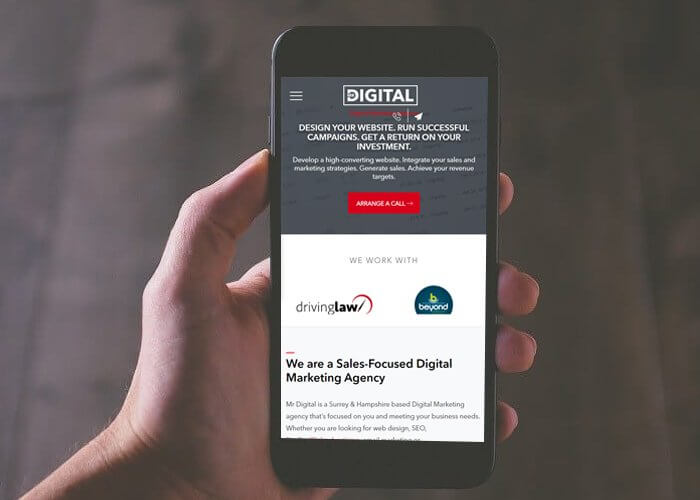 DIGITAL
DESIGN YOUR WEBSITE. RUN SUCCESSFUL
CAMPAIGNS. GET A RETURN ON YOUR
INVESTMENT.
Develop a high-converting website. Integrate your sales and
marketing strategies. Generate sales. Achieve your revenue
targets.
ARRANGE A CALL →
WE WORK WITH
drivinglaw
beyond
We are a Sales-Focused Digital
Marketing Agency
Mr Digital is a Surrey & Hampshire based Digital Marketing
agency that's focused on you and meeting your business needs.
Whether you are looking for web design, SEO,